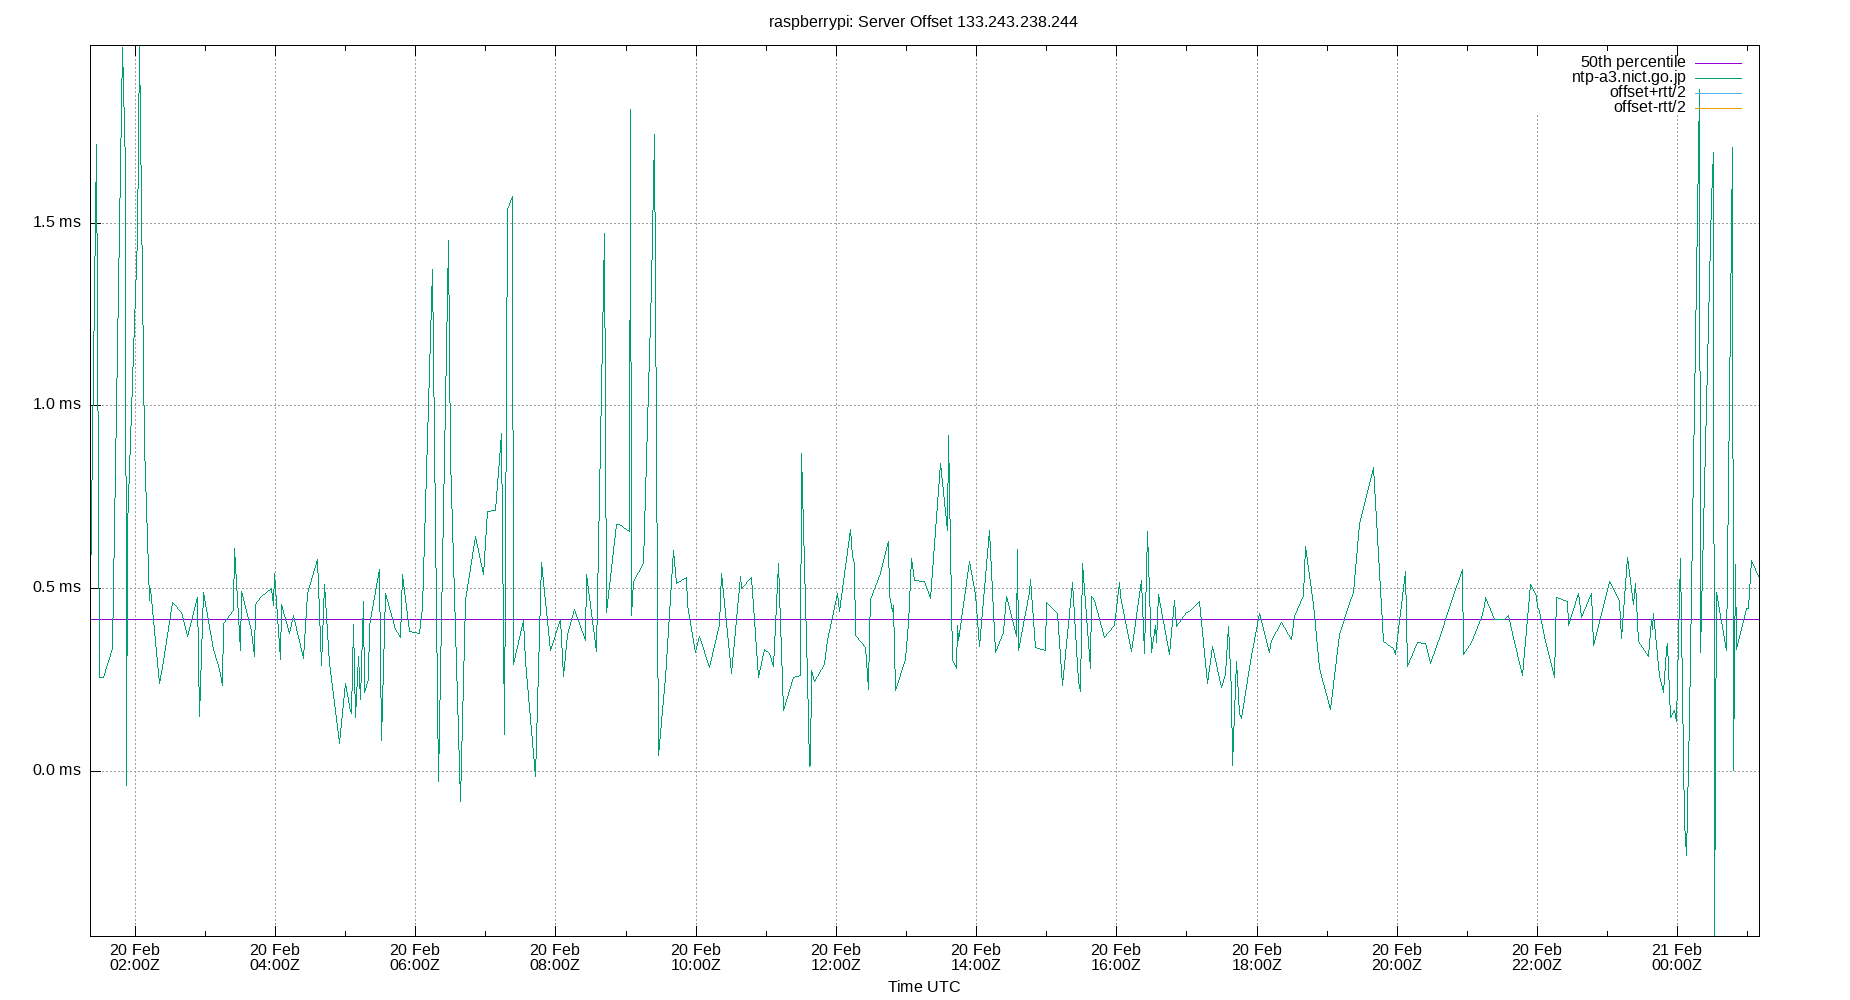 raspberrypi: Server Offset 133.243.238.244
50th percentile
ntp-a3.nict.go.jp
offset+rtt/2
offset-rtt/2
1.5 ms
1.0 ms
0.5 ms
0.0 ms
20 Feb 20 Feb 20 Feb 20 Feb 20 Feb 20 Feb 20 Feb 20 Feb 20 Feb 20 Feb 20 Feb 21 Feb
02:00Z 04:00Z 06:00Z 08:00Z 10:00Z 12:00Z 14:00Z 16:00Z 18:00Z 20:00Z 22:00Z 00:00Z
Time UTC